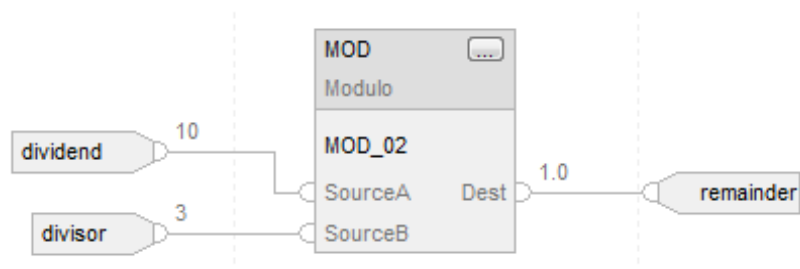 MOD ...
Modulo
dividend 10
MOD_02
SourceA Dest 1.0 remainder
divisor 3 SourceB